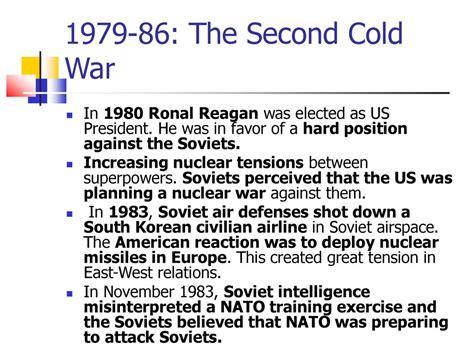 1979-86: The Second Cold
War
In 1980 Ronal Reagan was elected as US
President. He was in favor of a hard position
against the Soviets.
Increasing nuclear tensions between
superpowers. Soviets perceived that the US was
planning a nuclear war against them.
In 1983, Soviet air defenses shot down a
South Korean civilian airline in Soviet airspace.
The American reaction was to deploy nuclear
missiles in Europe. This created great tension in
East-West relations.
In November 1983, Soviet intelligence
misinterpreted a NATO training exercise and
the Soviets believed that NATO was preparing
to attack Soviets.